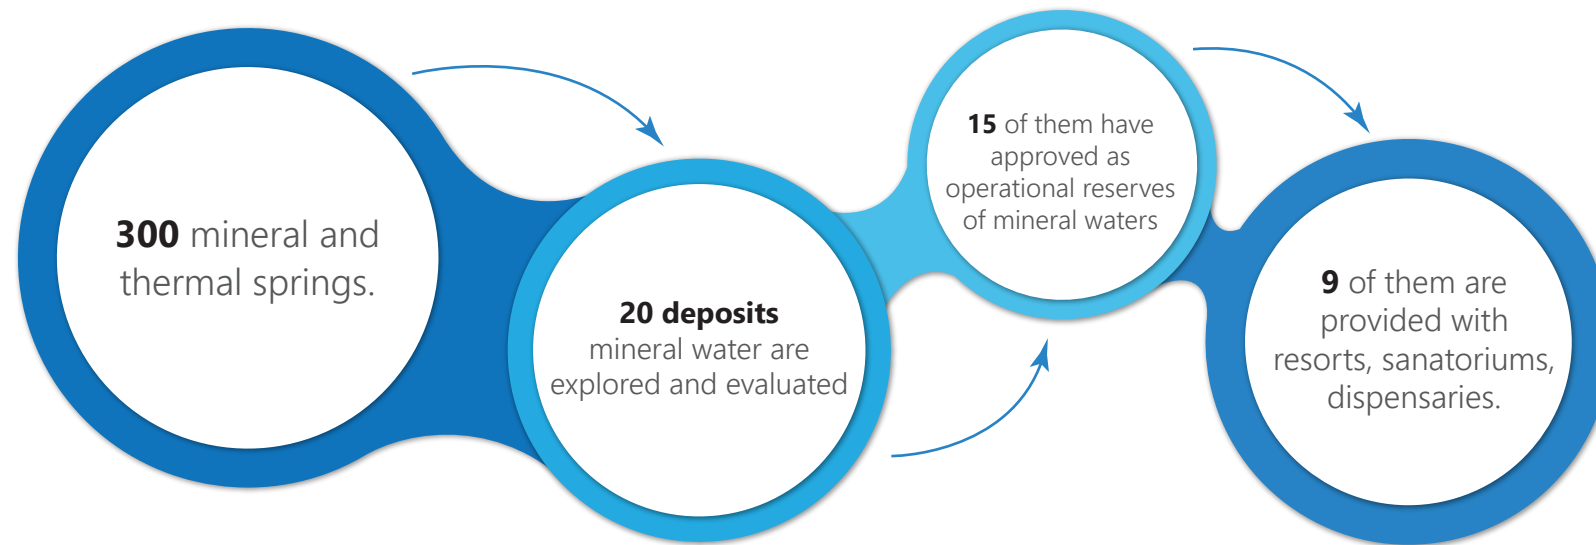 300 mineral and
thermal springs.
20 deposits
mineral water are
explored and evaluated
15 of them have
approved as
operational reserves
of mineral waters
9 of them are
provided with
resorts, sanatoriums,
dispensaries.